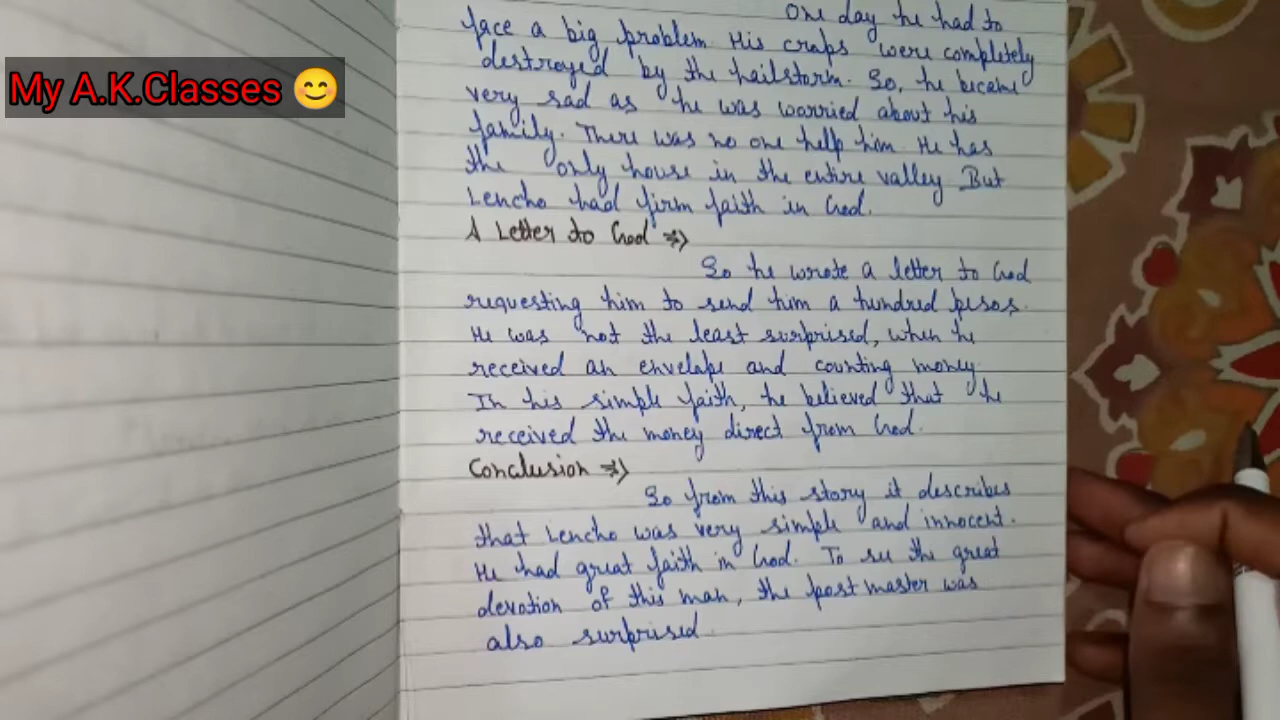 My A.K.Classes 😊
One day he had to
face a big problem His craps were completely
destroyed by the hailstorm. So, he became
very sad as he was worried about his
family. There was no one help him. He has
the only house in the entire valley But
Lencho had firm faith in God.
A Letter to God ⇒>
So he wrote a letter to God
requesting him to send him a hundred pesos.
He was not the least surprised, when he
received an envelape and counting money.
In his simple faith, he believed that he
received the money direct from God.
Conclusion ⇒>
So from this story it describes
that Lencho was very simple and innocent.
He had great faith in God. To see the great
devotion of this man, the post master was
also surprised.